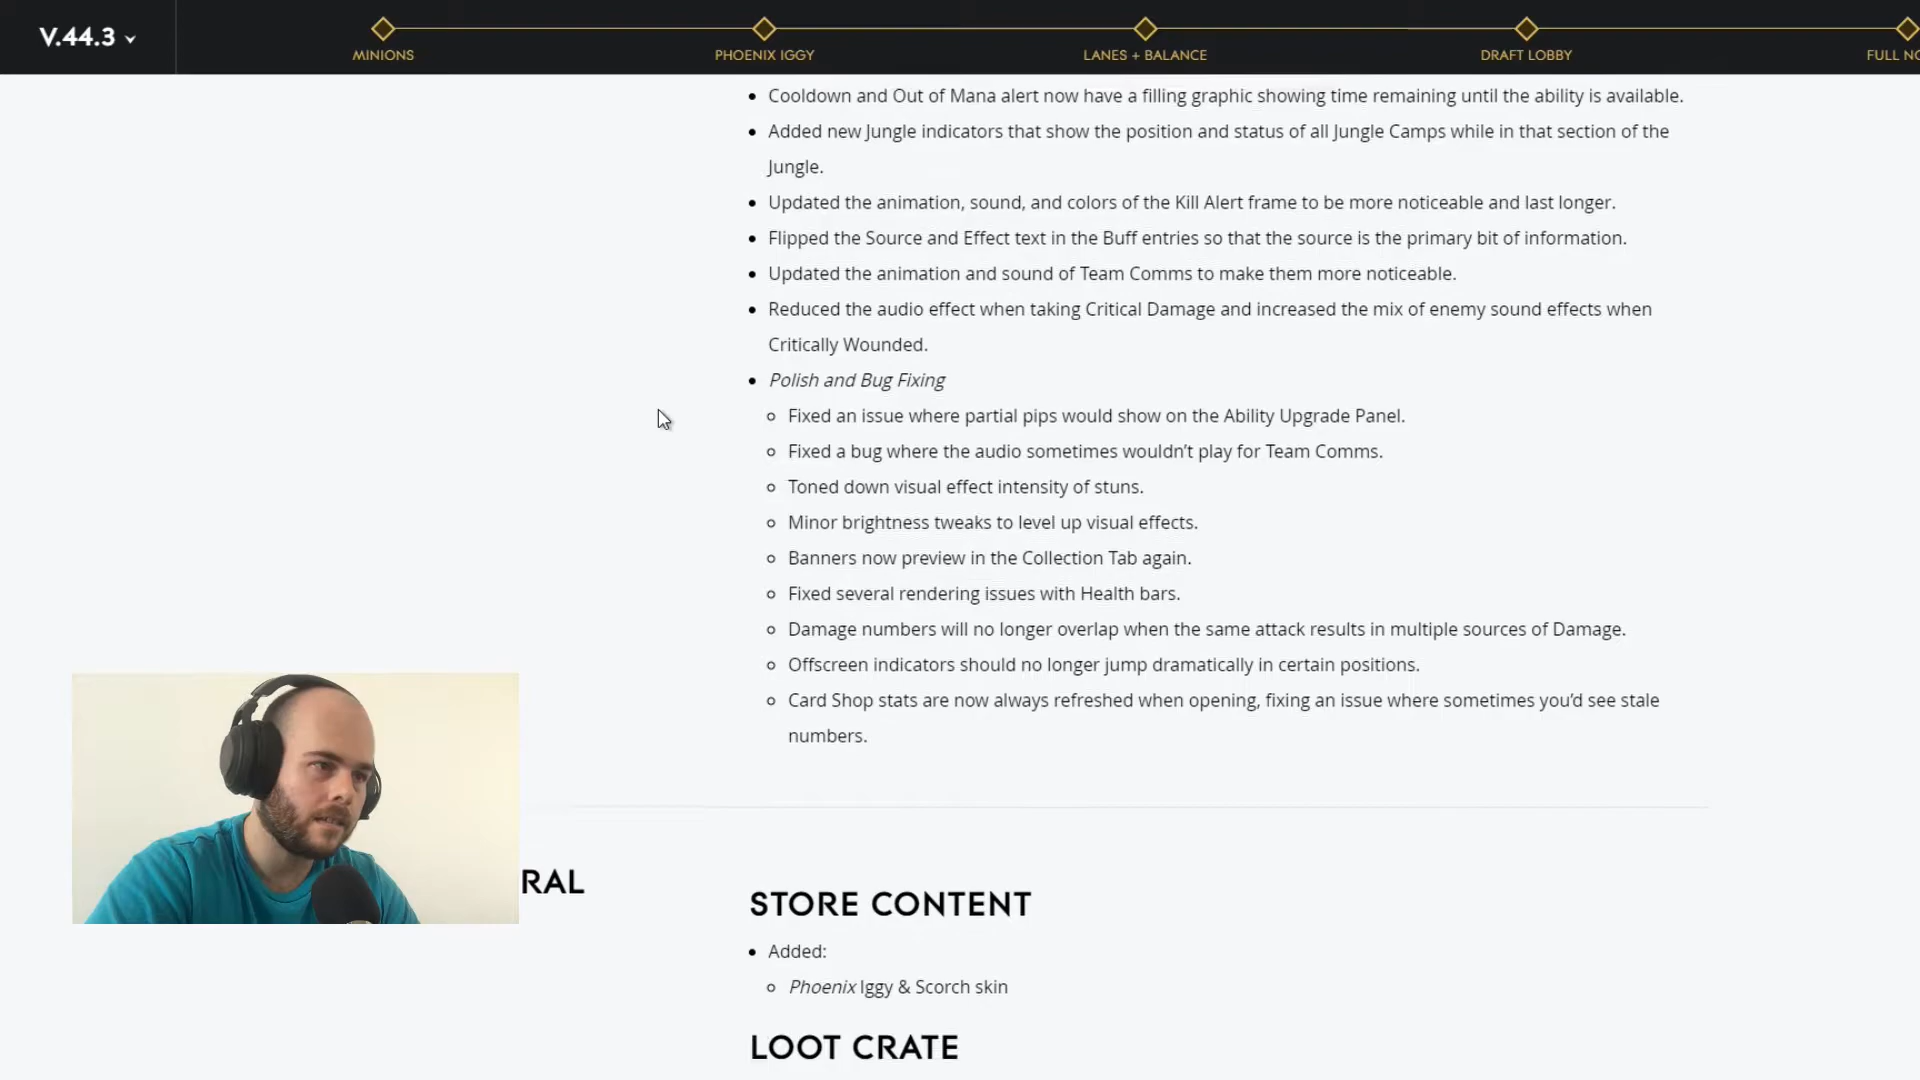 V.44.3
MINIONS
PHOENIX IGGY
LANES + BALANCE
DRAFT LOBBY
FULL NO
Cooldown and Out of Mana alert now have a filling graphic showing time remaining until the ability is available.
Added new Jungle indicators that show the position and status of all Jungle Camps while in that section of the
Jungle.
Updated the animation, sound, and colors of the Kill Alert frame to be more noticeable and last longer.
Flipped the Source and Effect text in the Buff entries so that the source is the primary bit of information.
Updated the animation and sound of Team Comms to make them more noticeable.
Reduced the audio effect when taking Critical Damage and increased the mix of enemy sound effects when
Critically Wounded.
Polish and Bug Fixing
Fixed an issue where partial pips would show on the Ability Upgrade Panel.
Fixed a bug where the audio sometimes wouldn’t play for Team Comms.
Toned down visual effect intensity of stuns.
Minor brightness tweaks to level up visual effects.
Banners now preview in the Collection Tab again.
Fixed several rendering issues with Health bars.
Damage numbers will no longer overlap when the same attack results in multiple sources of Damage.
Offscreen indicators should no longer jump dramatically in certain positions.
Card Shop stats are now always refreshed when opening, fixing an issue where sometimes you’d see stale
numbers.
RAL
STORE CONTENT
Added:
Phoenix Iggy & Scorch skin
LOOT CRATE